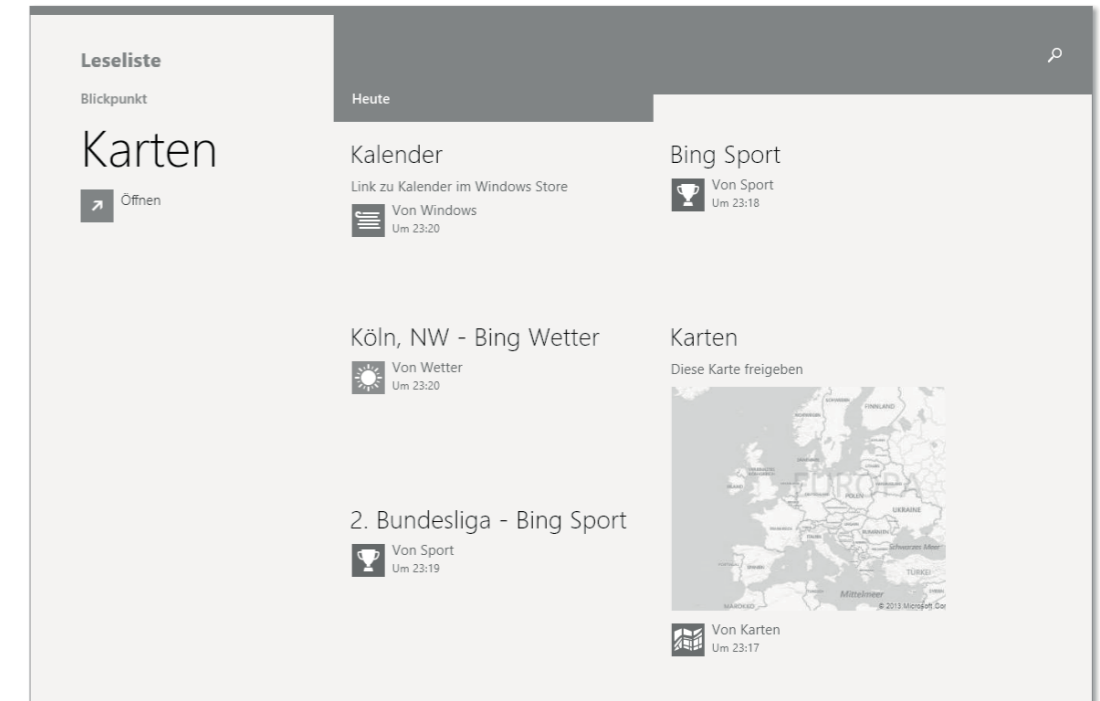 Leseliste
Blickpunkt
Karten
Öffnen
Heute
Kalender
Link zu Kalender im Windows Store
Von Windows
Um 23:20
Köln, NW - Bing Wetter
Von Wetter
Um 23:20
2. Bundesliga - Bing Sport
Von Sport
Um 23:19
Bing Sport
Von Sport
Um 23:18
Karten
Diese Karte freigeben
FINNLAND
EUROPA
POLEN
UKRAINE
Schwarzes Meer
TÜRKEI
Mittelmeer
MAROKKO
© 2013 Microsoft Cor
Von Karten
Um 23:17